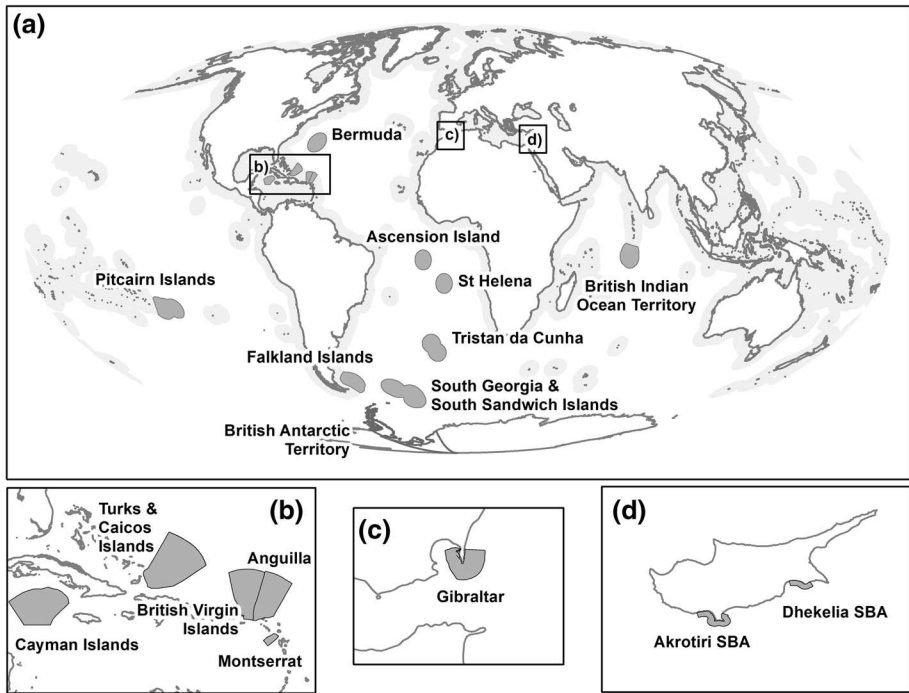 (a)
Bermuda
c)
d)
b)
Ascension Island
St Helena
Pitcairn Islands
British Indian
Ocean Territory
Tristan da Cunha
Falkland Islands
South Georgia &
South Sandwich Islands
British Antarctic
Territory
(b)
Turks &
Caicos
Islands
Anguilla
British Virgin
Islands
Cayman Islands
Montserrat
(c)
Gibraltar
(d)
Dhekelia SBA
Akrotiri SBA